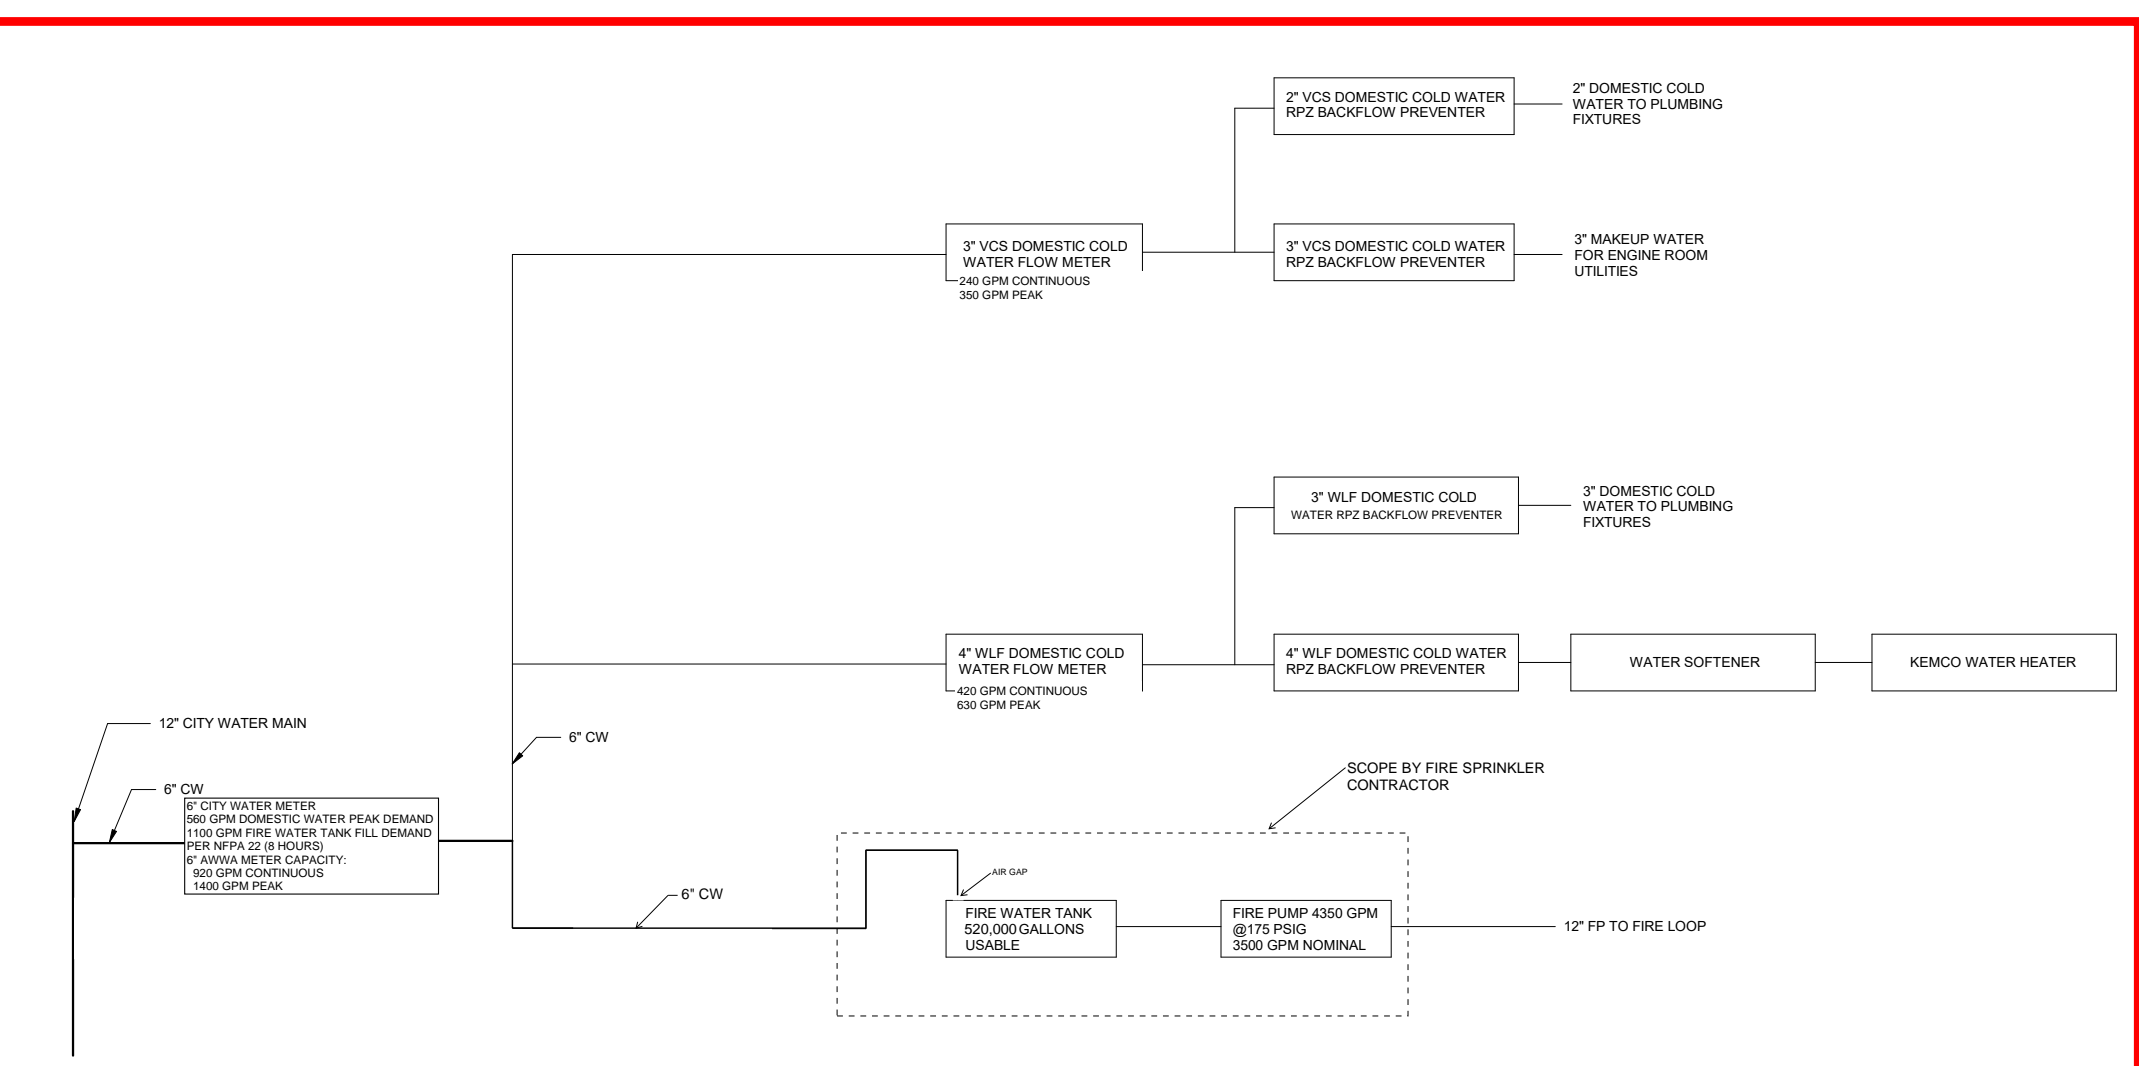 2" VCS DOMESTIC COLD WATER
RPZ BACKFLOW PREVENTER
2" DOMESTIC COLD
WATER TO PLUMBING
FIXTURES
3" VCS DOMESTIC COLD
WATER FLOW METER
240 GPM CONTINUOUS
350 GPM PEAK
3" VCS DOMESTIC COLD WATER
RPZ BACKFLOW PREVENTER
3" MAKEUP WATER
FOR ENGINE ROOM
UTILITIES
3" WLF DOMESTIC COLD
WATER RPZ BACKFLOW PREVENTER
3" DOMESTIC COLD
WATER TO PLUMBING
FIXTURES
4" WLF DOMESTIC COLD
WATER FLOW METER
420 GPM CONTINUOUS
630 GPM PEAK
4" WLF DOMESTIC COLD WATER
RPZ BACKFLOW PREVENTER
WATER SOFTENER
KEMCO WATER HEATER
12" CITY WATER MAIN
6" CW
6" CW
6" CITY WATER METER
560 GPM DOMESTIC WATER PEAK DEMAND
1100 GPM FIRE WATER TANK FILL DEMAND
PER NFPA 22 (8 HOURS)
6" AWWA METER CAPACITY:
920 GPM CONTINUOUS
1400 GPM PEAK
SCOPE BY FIRE SPRINKLER
CONTRACTOR
6" CW
AIR GAP
FIRE WATER TANK
520,000 GALLONS
USABLE
FIRE PUMP 4350 GPM
@175 PSIG
3500 GPM NOMINAL
12" FP TO FIRE LOOP